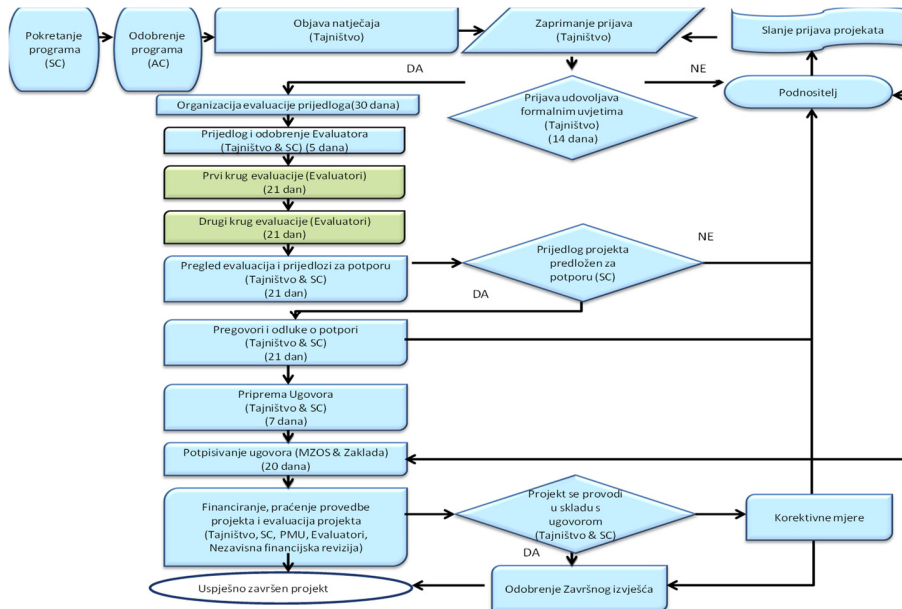 Pokretanje
programa
(SC)
Odobrenje
programa
(AC)
Objava natječaja
(Tajništvo)
Zaprimanje prijava
(Tajništvo)
Slanje prijava projekata
DA
NE
Organizacija evaluacije prijedloga(30 dana)
Prijava udovoljava
formalnim uvjetima
(Tajništvo)
(14 dana)
Podnositelj
Prijedlog i odobrenje Evaluatora
(Tajništvo & SC) (5 dana)
Prvi krug evaluacije (Evaluatori)
(21 dan)
Drugi krug evaluacije (Evaluatori)
(21 dan)
Prijedlog projekta
predložen za
potporu (SC)
NE
Pregled evaluacija i prijedlozi za potporu
(Tajništvo & SC)
(21 dan)
DA
Pregovori i odluke o potpori
(Tajništvo & SC)
(21 dan)
Priprema Ugovora
(Tajništvo & SC)
(7 dana)
Potpisivanje ugovora (MZOS & Zaklada)
(20 dana)
Financiranje, praćenje provedbe
projekta i evaluacija projekta
(Tajništvo, SC, PMU, Evaluatori,
Nezavisna financijska revizija)
Projekt se provodi
u skladu s
ugovorom
(Tajništvo & SC)
Korektivne mjere
DA
Uspješno završen projekt
Odobrenje Završnog izvješća